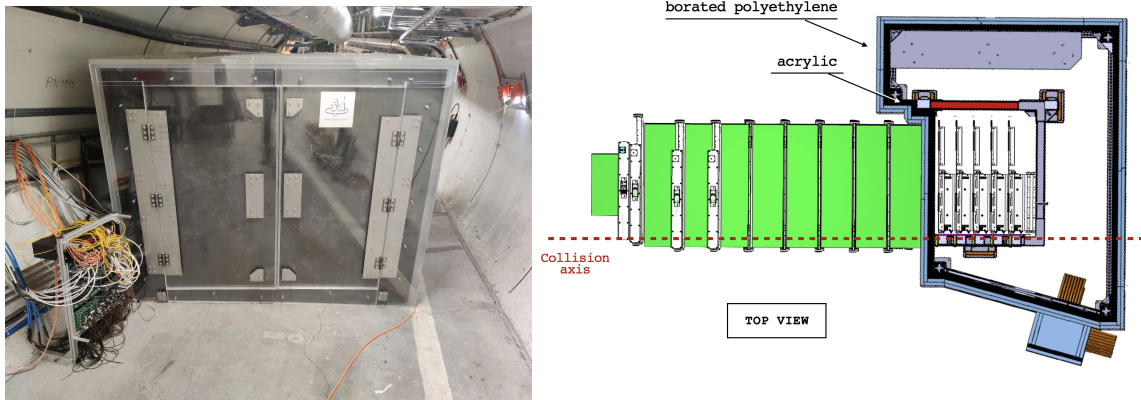 borated polyethylene
acrylic
Collision
axis
TOP VIEW